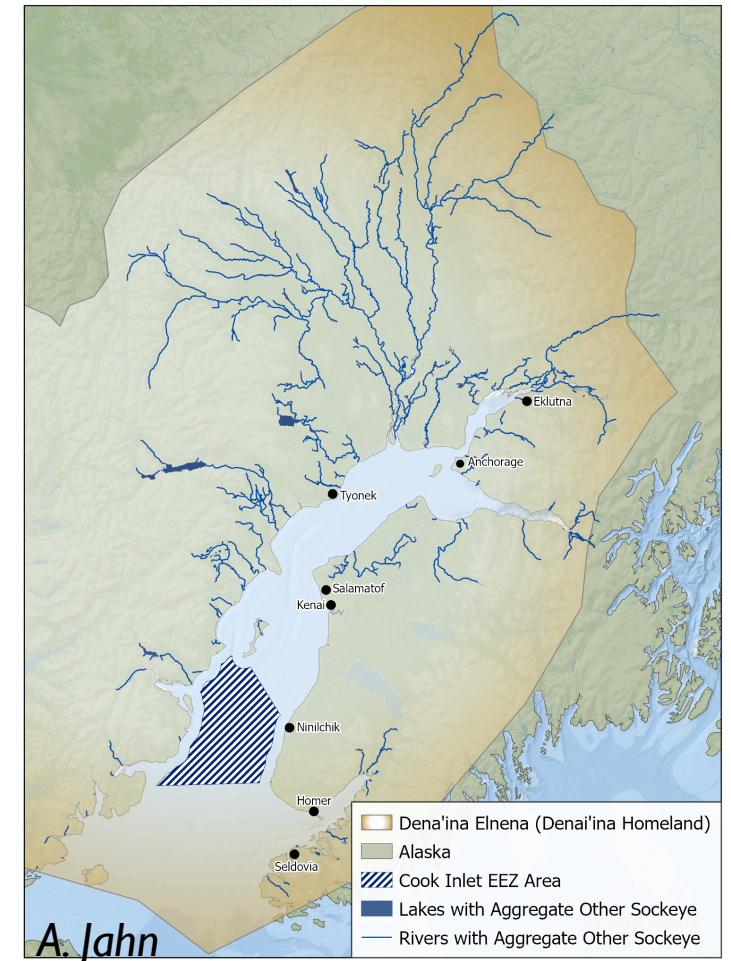 Eklutna
Anchorage
Tyonek
Salamatof
Kenai
Ninilchik
Homer
Seldovia
Dena'ina Elnena (Denai'ina Homeland)
Alaska
Cook Inlet EEZ Area
Lakes with Aggregate Other Sockeye
Rivers with Aggregate Other Sockeye
A. Jahn